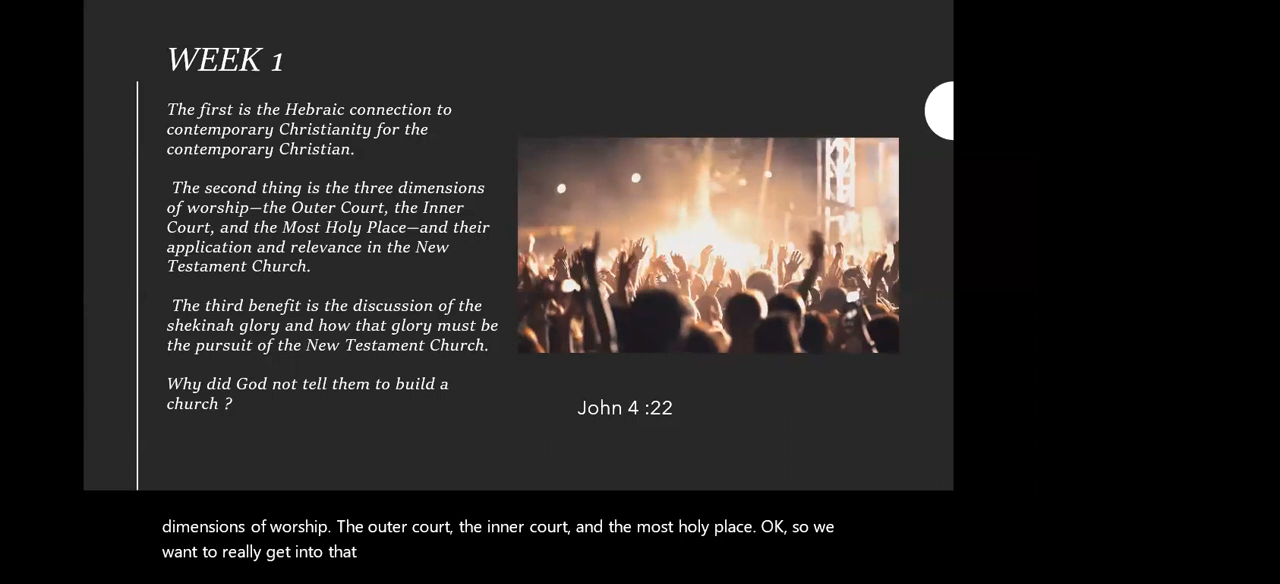 WEEK 1
The first is the Hebraic connection to
contemporary Christianity for the
contemporary Christian.
The second thing is the three dimensions
of worship—the Outer Court, the Inner
Court, and the Most Holy Place—and their
application and relevance in the New
Testament Church.
The third benefit is the discussion of the
shekinah glory and how that glory must be
the pursuit of the New Testament Church.
Why did God not tell them to build a
church ?
John 4 :22
dimensions of worship. The outer court, the inner court, and the most holy place. OK, so we
want to really get into that